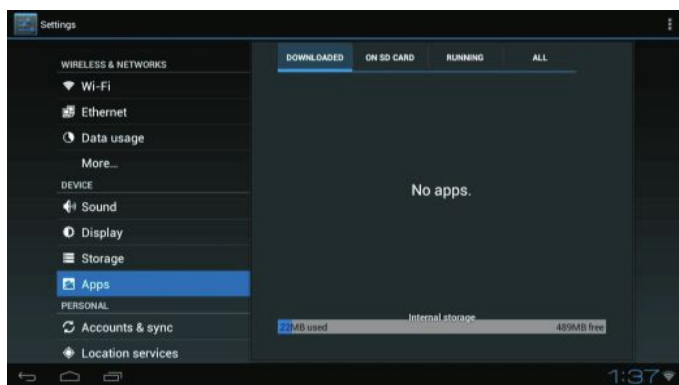 Settings
WIRELESS & NETWORKS
Wi-Fi
Ethernet
Data usage
More...
DEVICE
Sound
Display
Storage
Apps
PERSONAL
Accounts & sync
Location services
DOWNLOADED ON SD CARD RUNNING ALL
No apps.
Internal storage
22MB used 489MB free
1:37